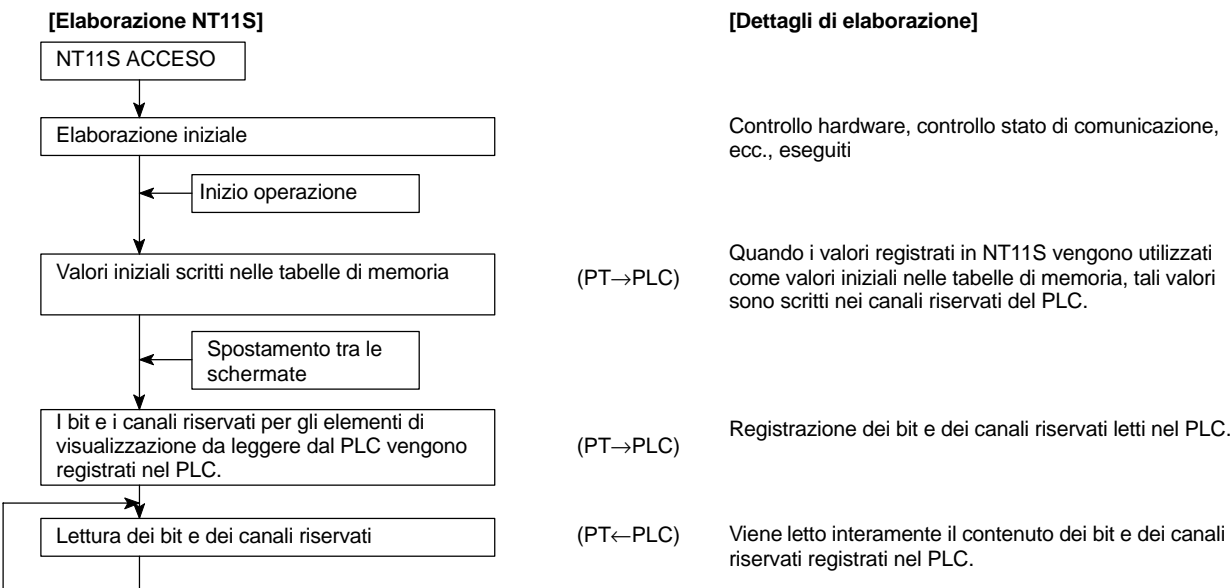 [Elaborazione NT11S]
[Dettagli di elaborazione]
NT11S ACCESO
Elaborazione iniziale
Controllo hardware, controllo stato di comunicazione,
ecc., eseguiti
Inizio operazione
Valori iniziali scritti nelle tabelle di memoria
(PT→PLC)
Quando i valori registrati in NT11S vengono utilizzati
come valori iniziali nelle tabelle di memoria, tali valori
sono scritti nei canali riservati del PLC.
Spostamento tra le
schermate
I bit e i canali riservati per gli elementi di
visualizzazione da leggere dal PLC vengono
registrati nel PLC.
(PT→PLC)
Registrazione dei bit e dei canali riservati letti nel PLC.
Lettura dei bit e dei canali riservati
(PT←PLC)
Viene letto interamente il contenuto dei bit e dei canali
riservati registrati nel PLC.